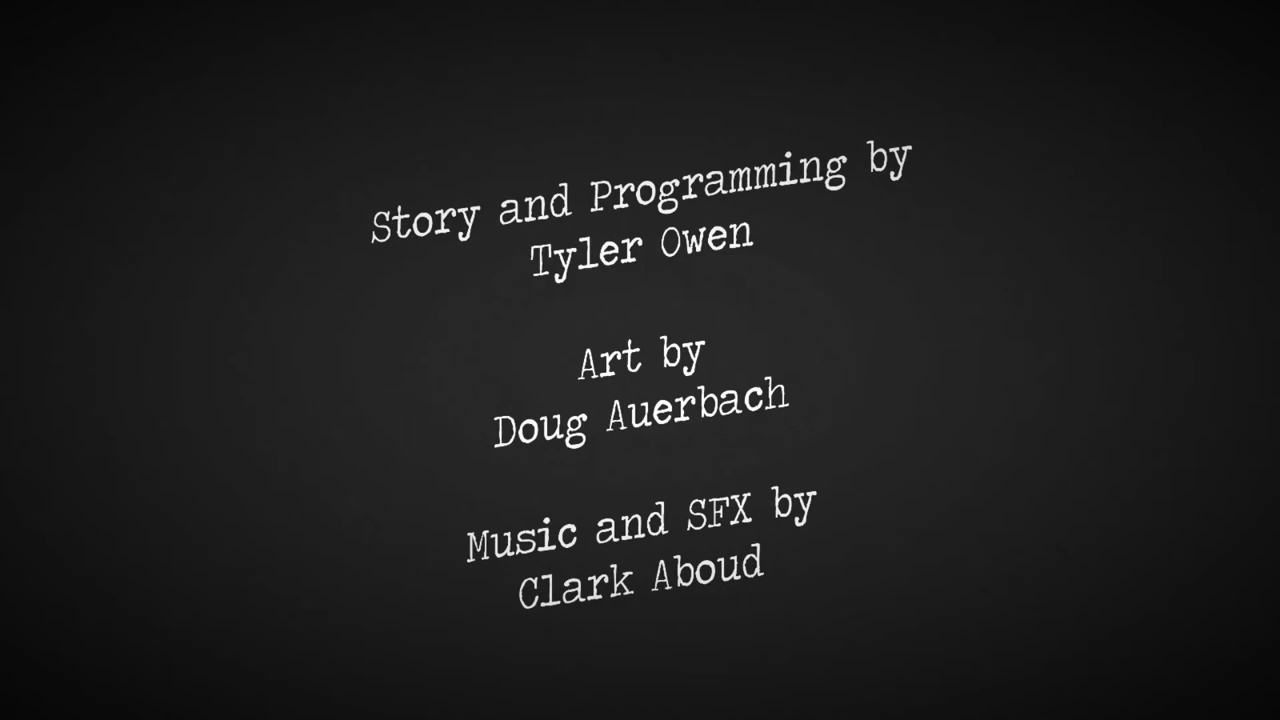 Story and Programming by
Tyler Owen
Art by
Doug Auerbach
Music and SFX by
Clark Aboud